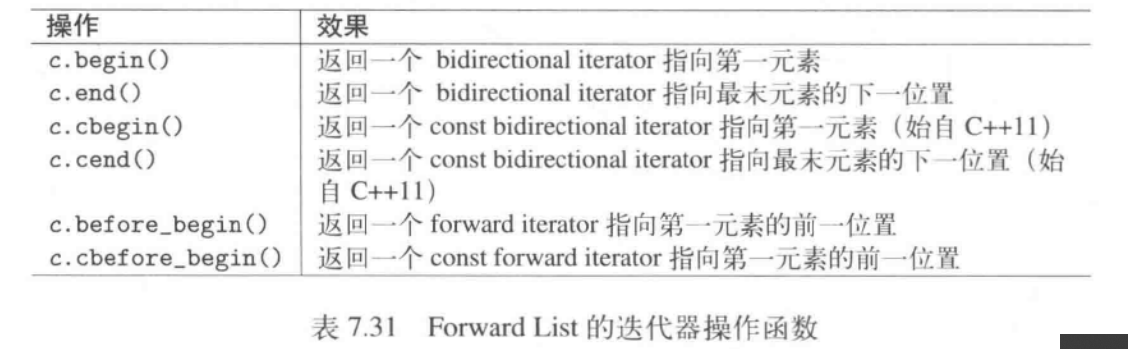 操作 效果
c.begin() 返回一个 bidirectional iterator 指向第一元素
c.end() 返回一个 bidirectional iterator 指向最末元素的下一位置
c.cbegin() 返回一个 const bidirectional iterator 指向第一元素（始自 C++11）
c.cend() 返回一个 const bidirectional iterator 指向最末元素的下一位置（始
自 C++11）
c.before_begin() 返回一个 forward iterator 指向第一元素的前一位置
c.cbefore_begin() 返回一个 const forward iterator 指向第一元素的前一位置
表 7.31 Forward List 的迭代器操作函数